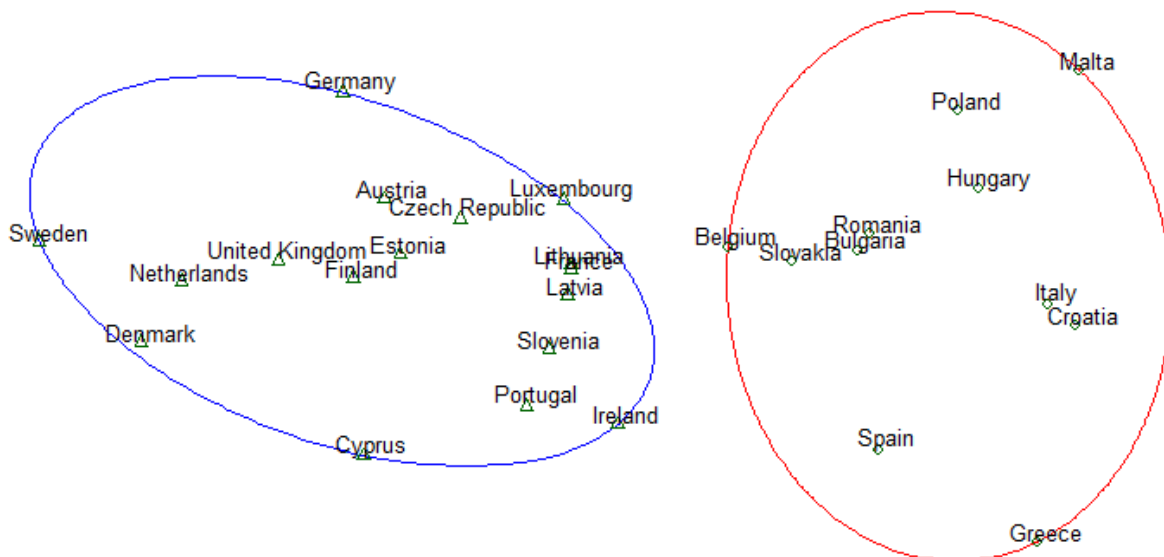 Germany
Malta
Poland
Austria
Luxembourg
Czech Republic
Hungary
Sweden
Romania
Belgium
Bulgaria
United Kingdom
Estonia
Lithuania
Slovakia
France
Netherlands
Finland
Latvia
Italy
Croatia
Denmark
Slovenia
Portugal
Ireland
Cyprus
Spain
Greece